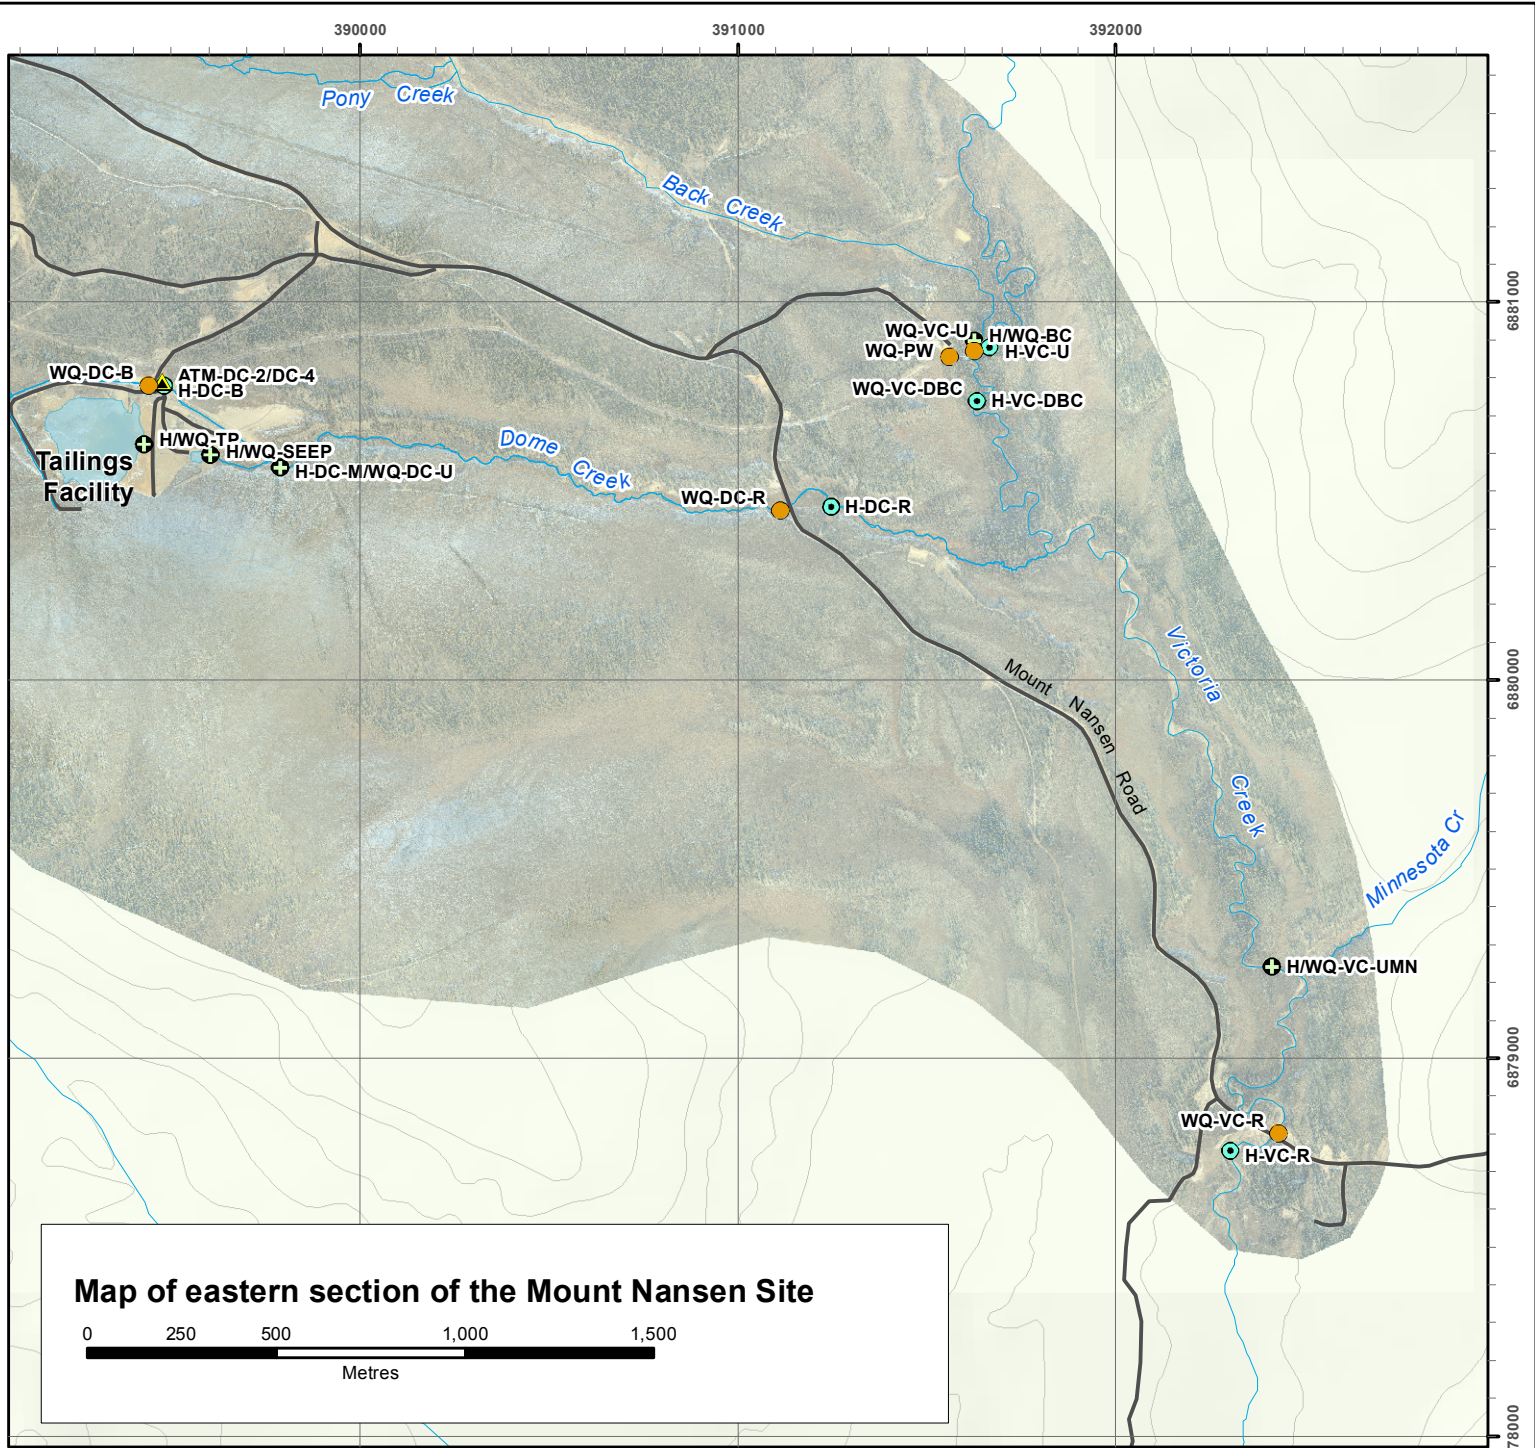 390000 391000 392000
Pony Creek
Back Creek
6881000
WQ-VC-U
H/WQ-BC
WQ-PW
H-VC-U
WQ-DC-B
ATM-DC-2/DC-4
H-DC-B
WQ-VC-DBC
H-VC-DBC
H/WQ-TP
H/WQ-SEEP
Tailings
Facility
H-DC-M/WQ-DC-U
Dome Creek
WQ-DC-R
H-DC-R
Victoria Creek
6880000
Mount Nansen Road
Minnesota Cr
H/WQ-VC-UMN
6879000
WQ-VC-R
H-VC-R
Map of eastern section of the Mount Nansen Site
0 250 500 1,000 1,500
Metres
78000